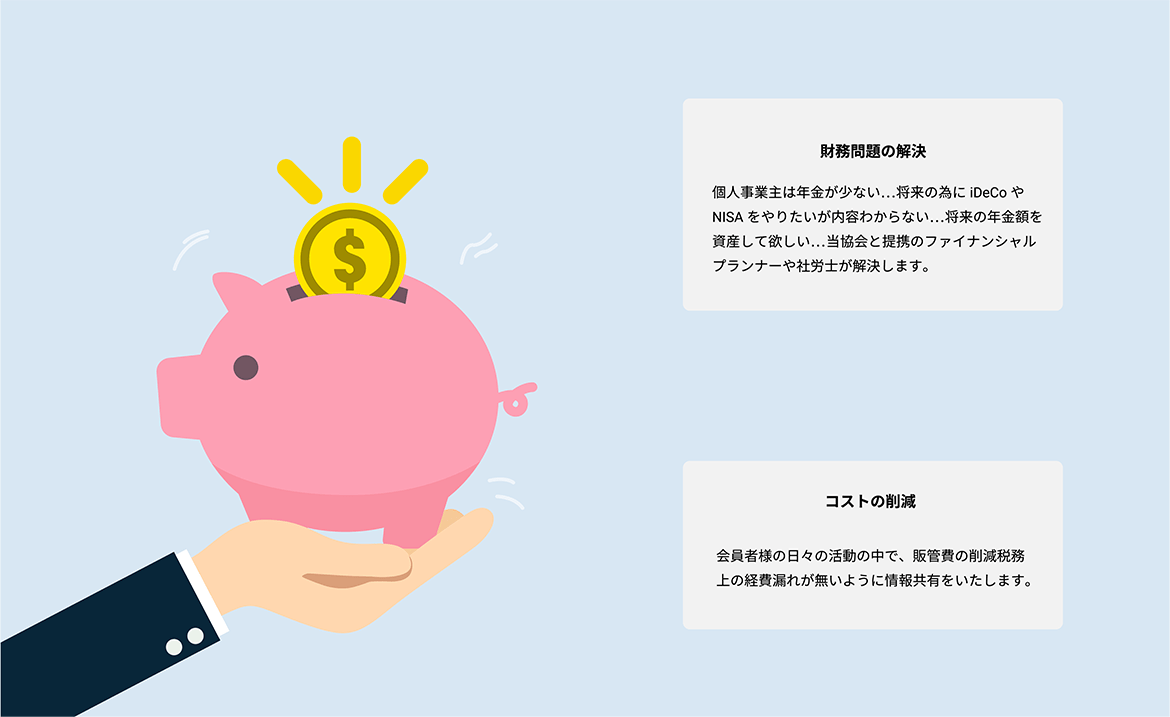 $
財務問題の解決
個人事業主は年金が少ない…将来の為に iDeCo や
NISA をやりたいが内容わからない…将来の年金額を
資産して欲しい…当協会と提携のファイナンシャル
プランナーや社労士が解決します。
コストの削減
会員者様の日々の活動の中で、販管費の削減税務
上の経費漏れが無いように情報共有をいたします。